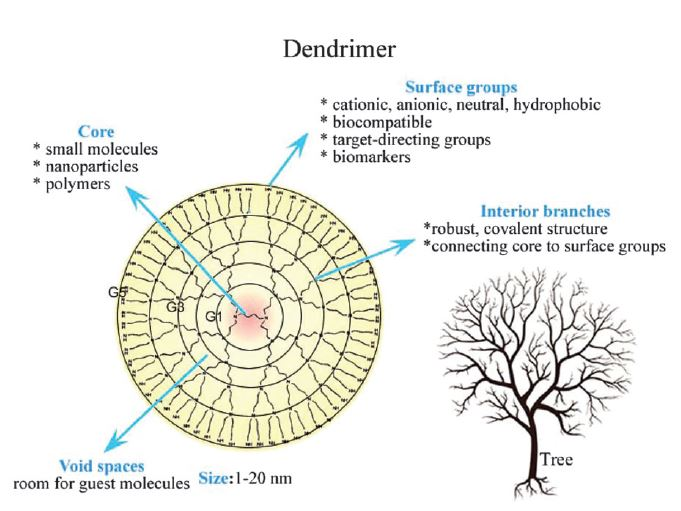 Dendrimer
Surface groups
* cationic, anionic, neutral, hydrophobic
* biocompatible
* target-directing groups
* biomarkers
Core
* small molecules
* nanoparticles
* polymers
Interior branches
*robust, covalent structure
*connecting core to surface groups
G5
G3
G1
Tree
Void spaces
room for guest molecules
Size:1-20 nm